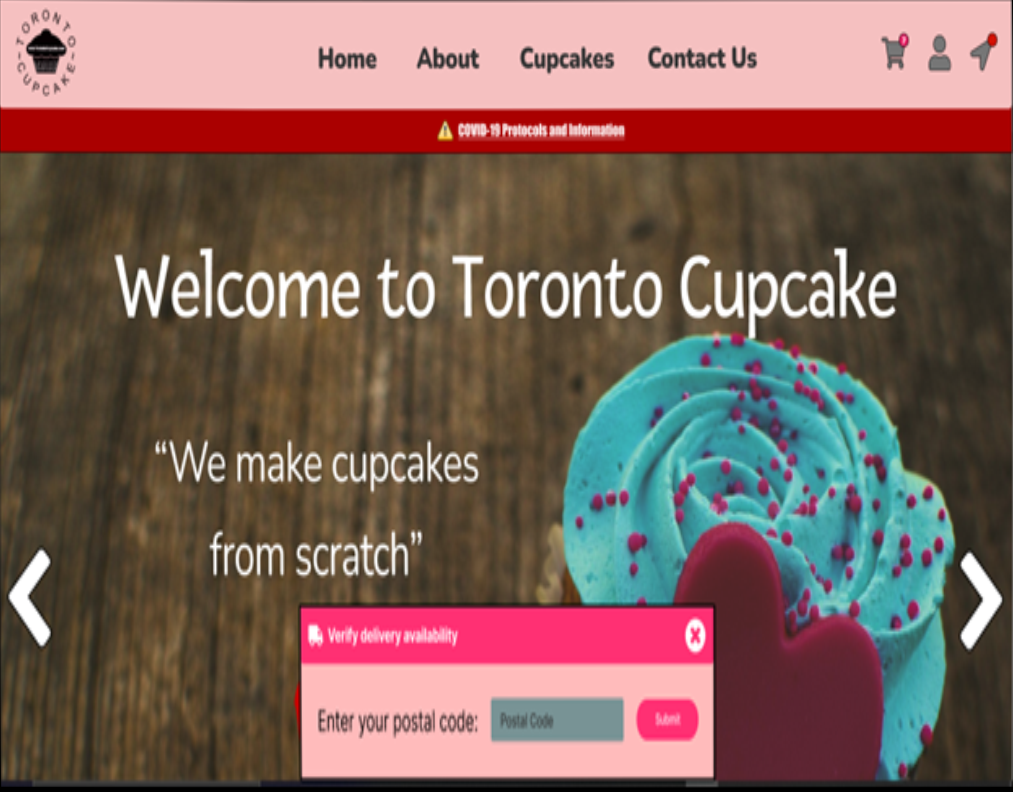 TORONTO
CUPCAKE
Home About Cupcakes Contact Us
COVID-19 Protocols and Information
Welcome to Toronto Cupcake
“We make cupcakes
from scratch”
Verify delivery availability
Enter your postal code: Postal Code Submit